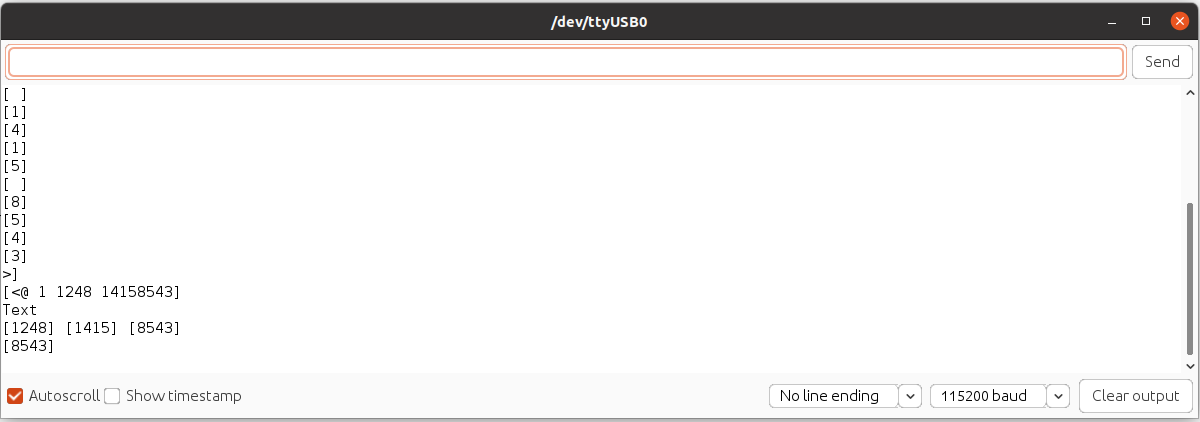 /dev/ttyUSB0
Send
[ ]
[1]
[4]
[1]
[5]
[ ]
[8]
[5]
[4]
[3]
>]
[<@ 1 1248 14158543]
Text
[1248] [1415] [8543]
[8543]
Autoscroll Show timestamp No line ending 115200 baud Clear output